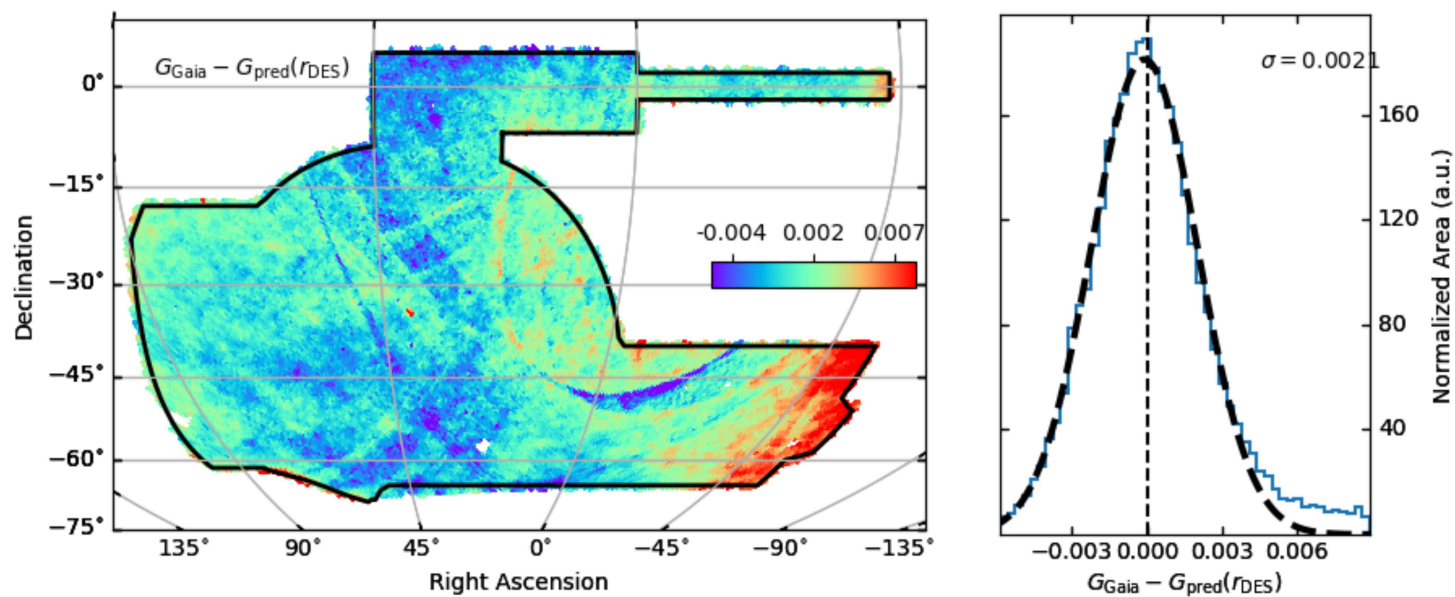 G_Gaia − G_pred(r_DES)
0°
−15°
−30°
−45°
−60°
−75°
Declination
135°
90°
45°
0°
−45°
−90°
−135°
Right Ascension
-0.004 0.002 0.007
σ = 0.0021
160
120
80
40
Normalized Area (a.u.)
−0.003 0.000 0.003 0.006
G_Gaia − G_pred(r_DES)